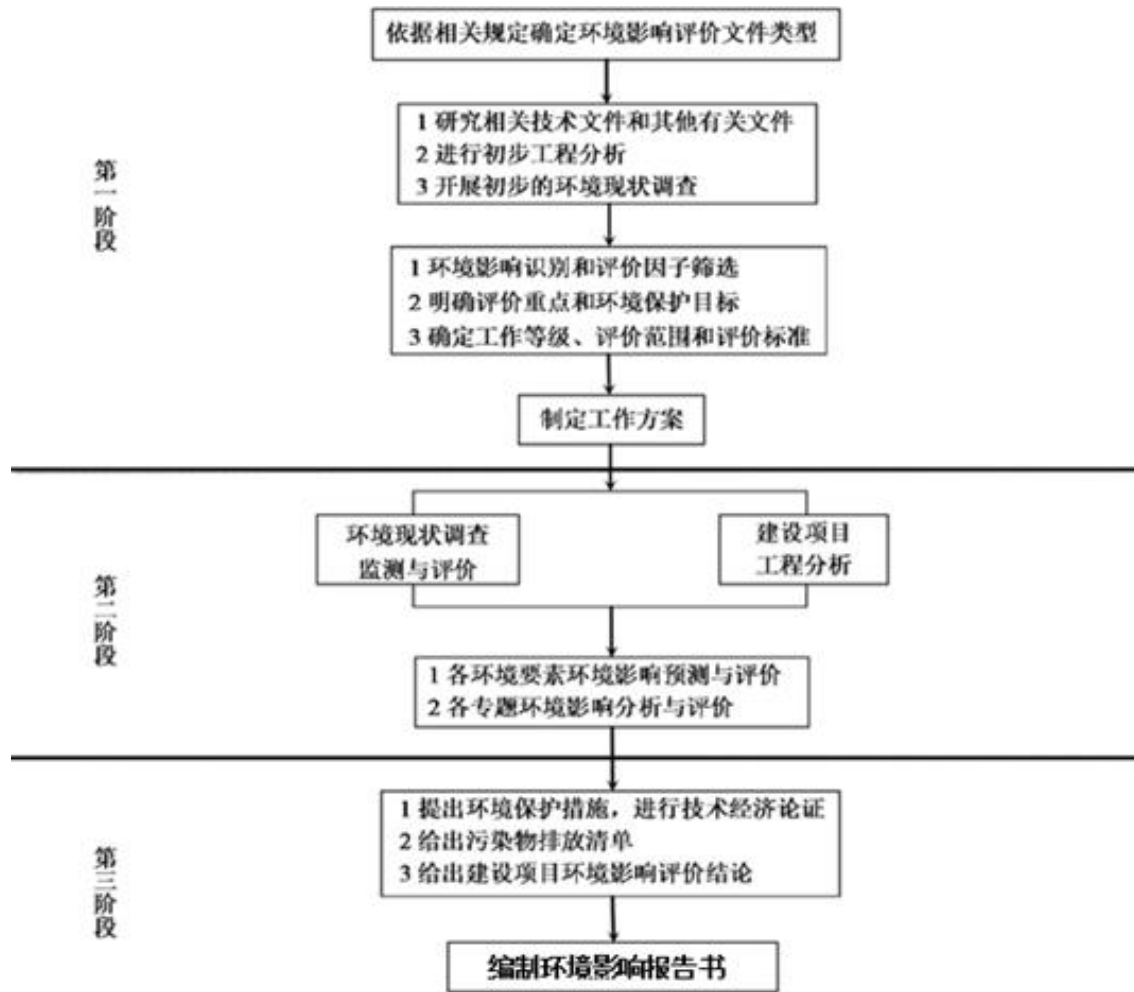 依据相关规定确定环境影响评价文件类型
1 研究相关技术文件和其他有关文件
2 进行初步工程分析
3 开展初步的环境现状调查
第一阶段
1 环境影响识别和评价因子筛选
2 明确评价重点和环境保护目标
3 确定工作等级、评价范围和评价标准
制定工作方案
环境现状调查
监测与评价
建设项目
工程分析
第二阶段
1 各环境要素环境影响预测与评价
2 各专题环境影响分析与评价
1 提出环境保护措施，进行技术经济论证
2 给出污染物排放清单
3 给出建设项目环境影响评价结论
第三阶段
编制环境影响报告书